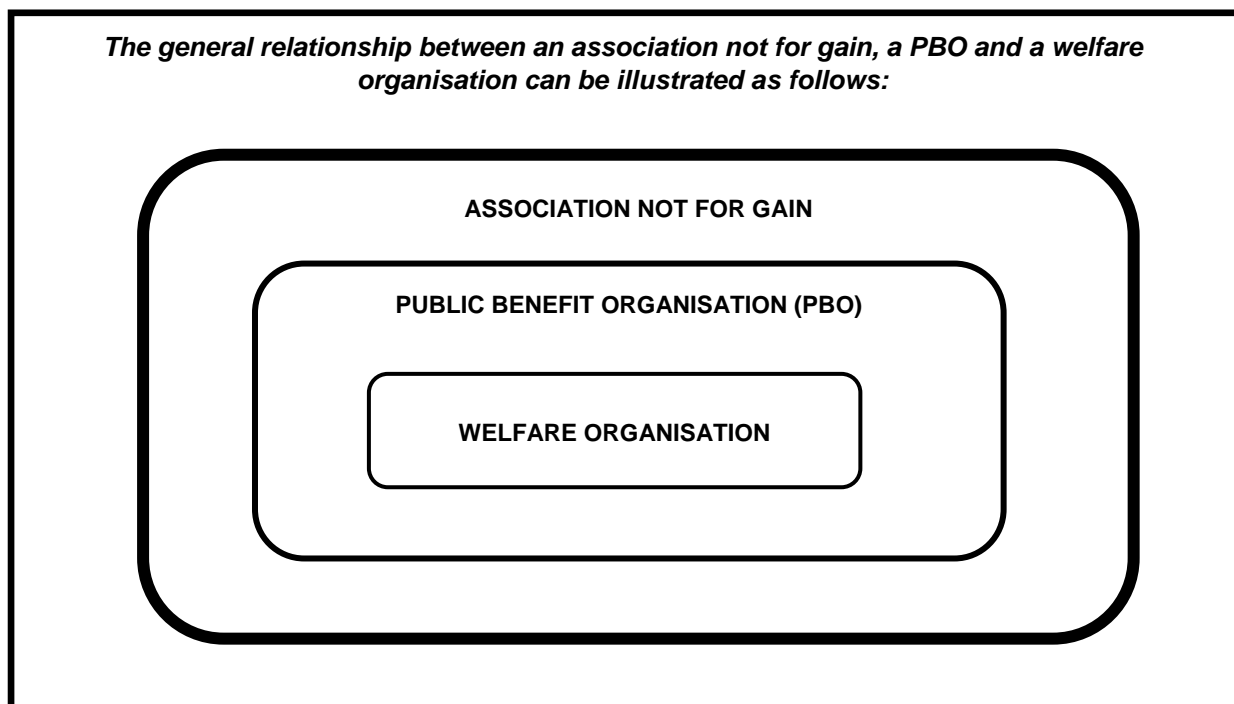 The general relationship between an association not for gain, a PBO and a welfare
organisation can be illustrated as follows:
ASSOCIATION NOT FOR GAIN
PUBLIC BENEFIT ORGANISATION (PBO)
WELFARE ORGANISATION